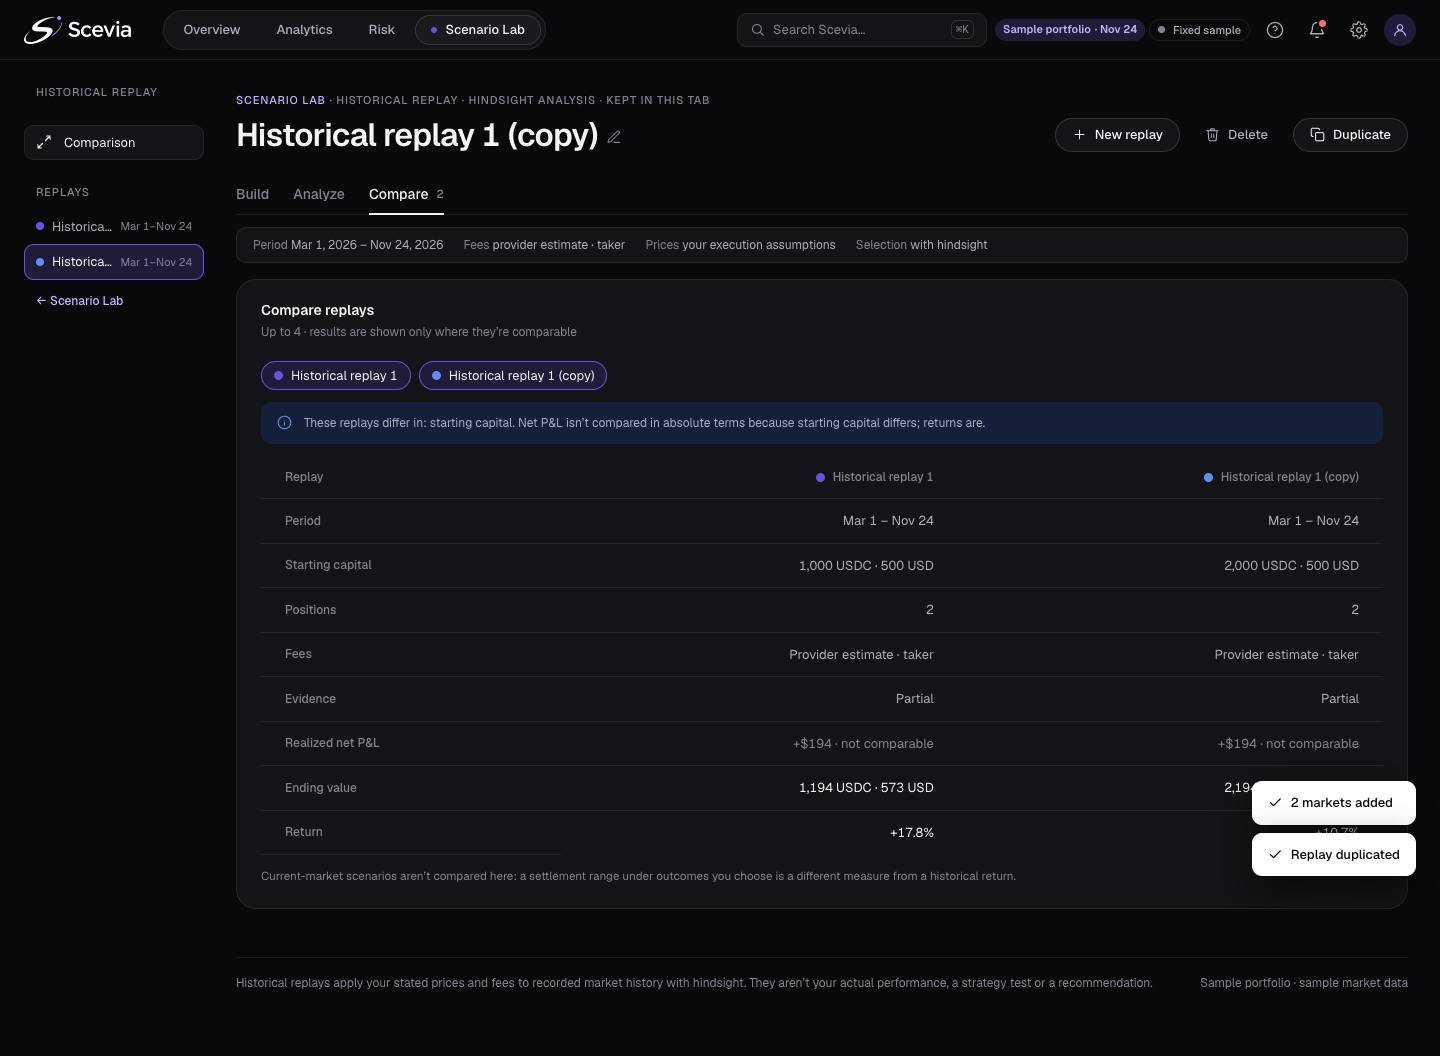 Scevia
Overview
Analytics
Risk
Scenario Lab
Search Scevia...
⌘K
Sample portfolio · Nov 24
Fixed sample
HISTORICAL REPLAY
Comparison
REPLAYS
Historica... Mar 1–Nov 24
Historica... Mar 1–Nov 24
← Scenario Lab
SCENARIO LAB · HISTORICAL REPLAY · HINDSIGHT ANALYSIS · KEPT IN THIS TAB
Historical replay 1 (copy)
New replay
Delete
Duplicate
Build
Analyze
Compare 2
Period Mar 1, 2026 – Nov 24, 2026 Fees provider estimate · taker Prices your execution assumptions Selection with hindsight
Compare replays
Up to 4 · results are shown only where they're comparable
Historical replay 1
Historical replay 1 (copy)
These replays differ in: starting capital. Net P&L isn't compared in absolute terms because starting capital differs; returns are.
Replay Historical replay 1 Historical replay 1 (copy)
Period Mar 1 – Nov 24 Mar 1 – Nov 24
Starting capital 1,000 USDC · 500 USD 2,000 USDC · 500 USD
Positions 2 2
Fees Provider estimate · taker Provider estimate · taker
Evidence Partial Partial
Realized net P&L +$194 · not comparable +$194 · not comparable
Ending value 1,194 USDC · 573 USD
2 markets added
Return +17.8%
Replay duplicated
Current-market scenarios aren't compared here: a settlement range under outcomes you choose is a different measure from a historical return.
Historical replays apply your stated prices and fees to recorded market history with hindsight. They aren't your actual performance, a strategy test or a recommendation.
Sample portfolio · sample market data